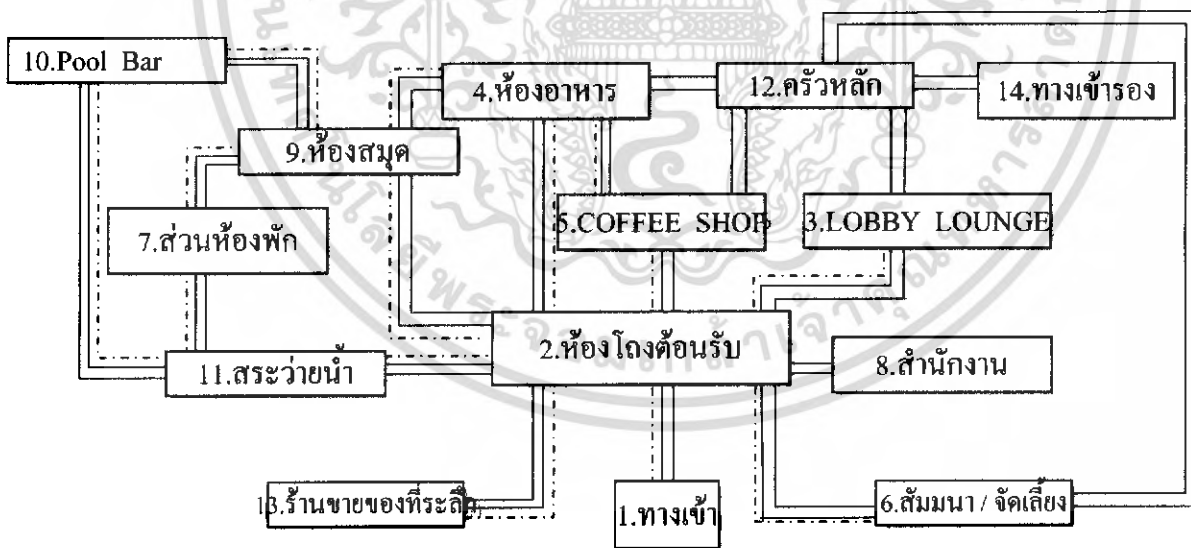 10.Pool Bar
4.ห้องอาหาร
12.ครัวหลัก
14.ทางเข้ารอง
9.ห้องสมุด
7.ส่วนห้องพัก
5.COFFEE SHOP
3.LOBBY LOUNGE
2.ห้องโถงต้อนรับ
11.สระว่ายน้ำ
8.สำนักงาน
13.ร้านขายของที่ระลึก
1.ทางเข้า
6.สัมมนา / จัดเลี้ยง